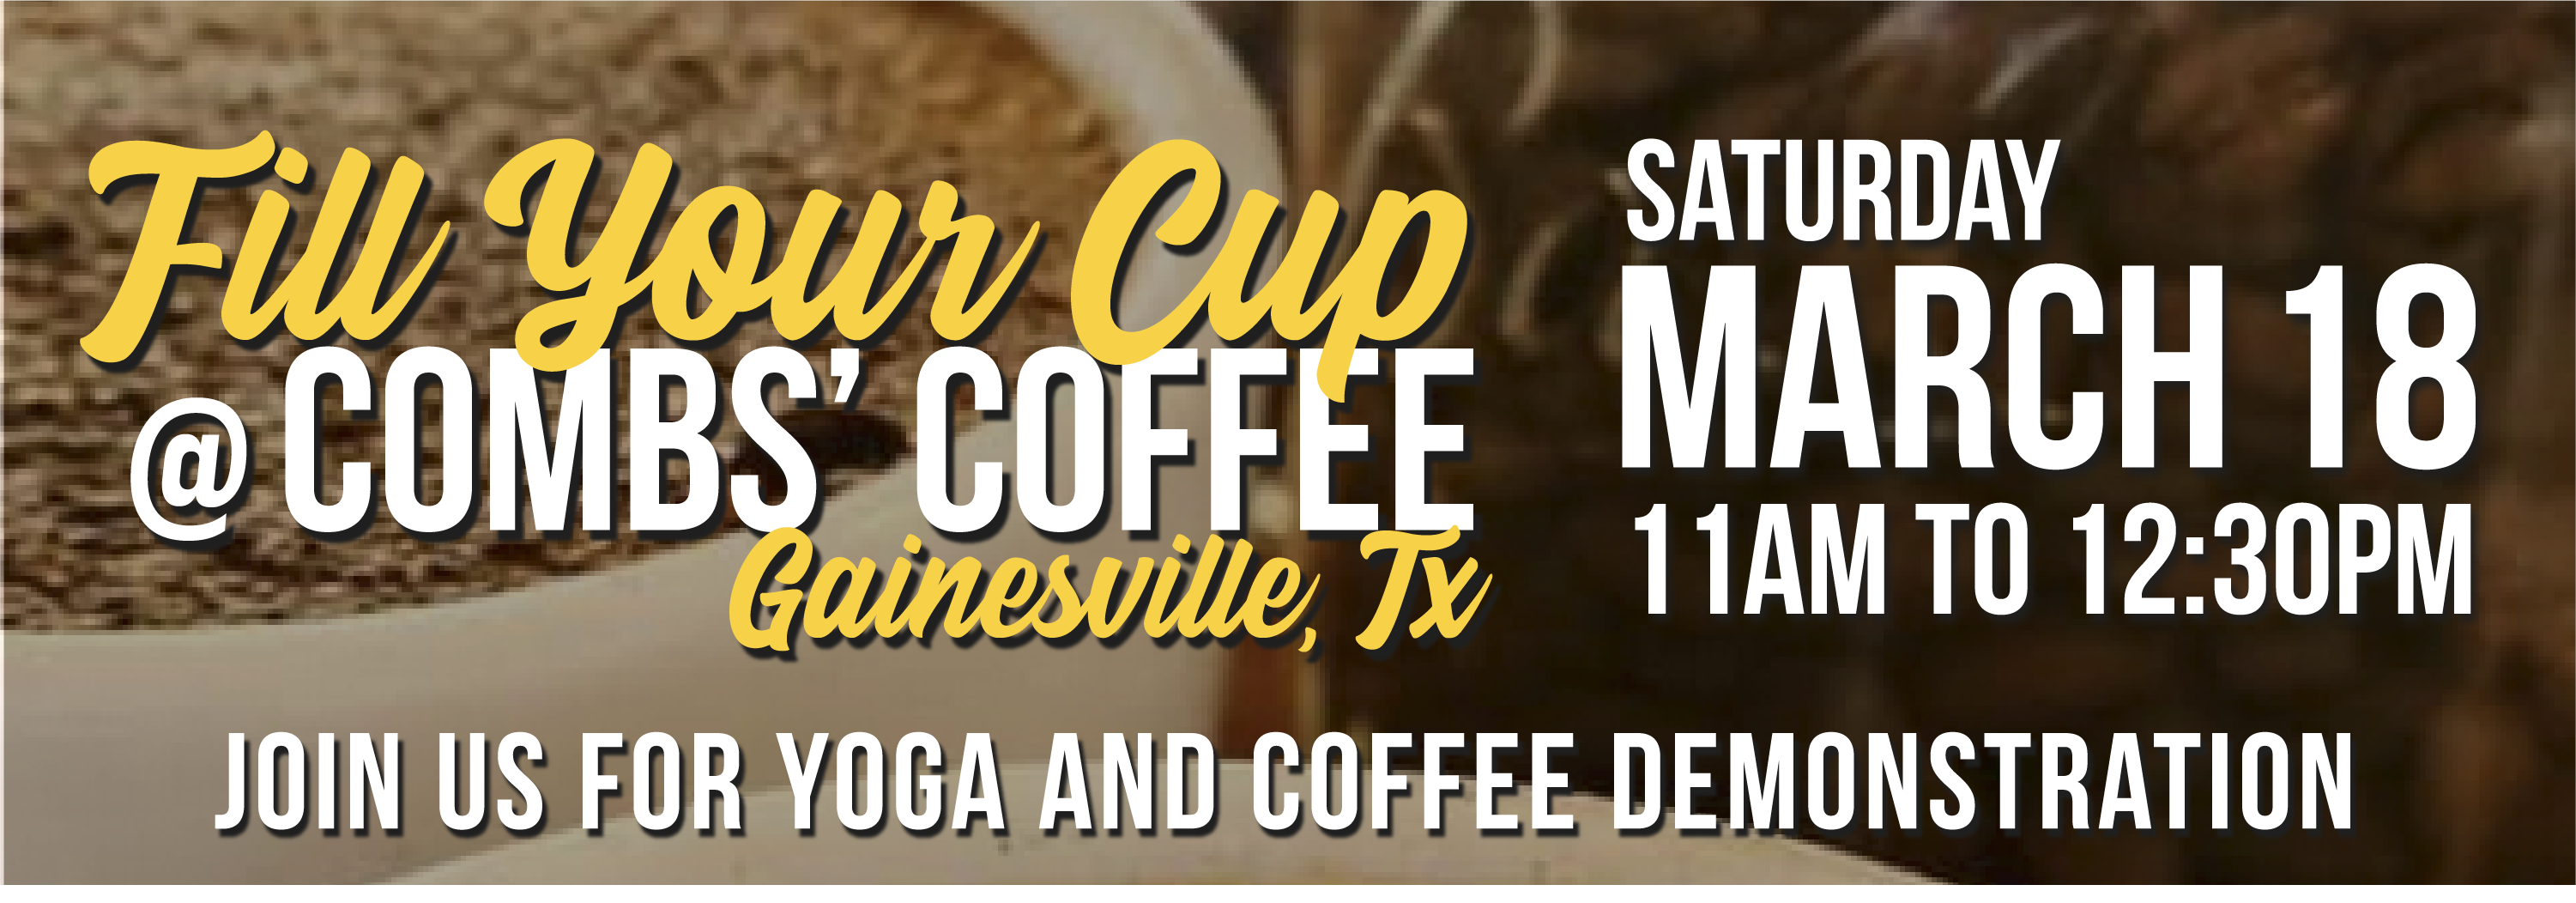 Fill Your Cup
@ COMBS’ COFFEE
Gainesville, Tx
SATURDAY
MARCH 18
11AM TO 12:30PM
JOIN US FOR YOGA AND COFFEE DEMONSTRATION